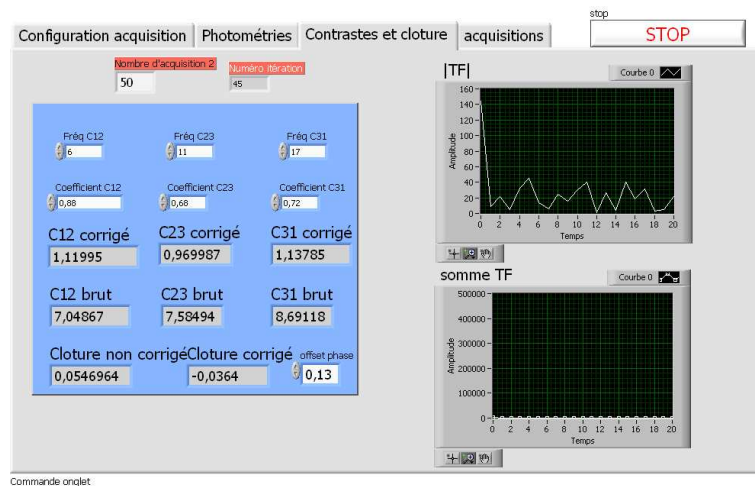 stop
Configuration acquisition Photométries Contrastes et cloture acquisitions STOP
Nombre d'acquisition 2 Numéro itération
50 45
Fréq C12 Fréq C23 Fréq C31
6 11 17
Coefficient C12 Coefficient C23 Coefficient C31
0,88 0,68 0,72
C12 corrigé C23 corrigé C31 corrigé
1,11995 0,969987 1,13785
C12 brut C23 brut C31 brut
7,04867 7,58494 8,69118
Cloture non corrigé Cloture corrigé offset phase
0,0546964 -0,0364 0,13
|TF| Courbe 0
Amplitude
160
140
120
100
80
60
40
20
0
0 2 4 6 8 10 12 14 16 18 20
Temps
somme TF Courbe 0
Amplitude
500000
400000
300000
200000
100000
0
0 2 4 6 8 10 12 14 16 18 20
Temps
Commande onglet